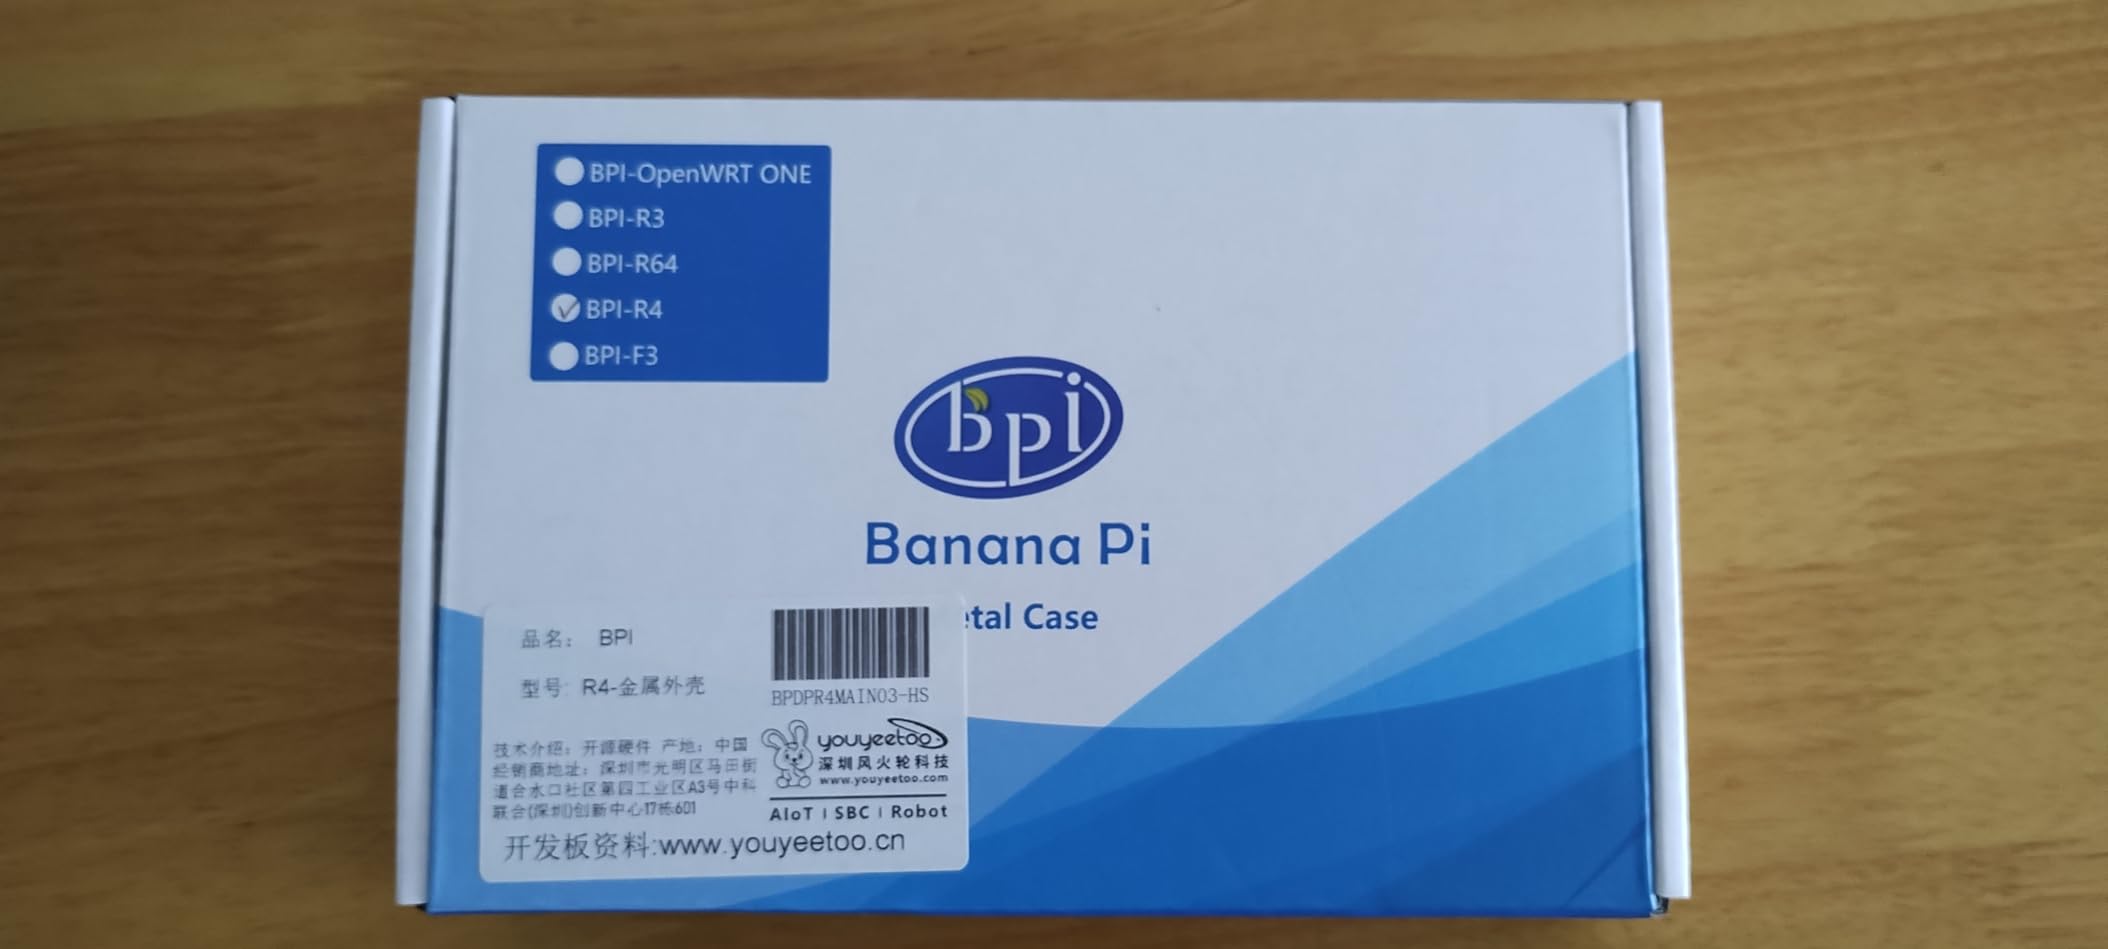 BPI-OpenWRT ONE
BPI-R3
BPI-R64
BPI-R4
BPI-F3
bpi
Banana Pi
etal Case
品名： BPI
型号: R4-金属外壳
BPDPR4MAIN03-HS
技术介绍：开源硬件 产地：中国
经销商地址：深圳市光明区马田街
道合水口社区第四工业区A3号中科
联合(深圳)创新中心17栋601
youyeetoo
深圳风火轮科技
www.youyeetoo.com
AIoT | SBC | Robot
开发板资料:www.youyeetoo.cn